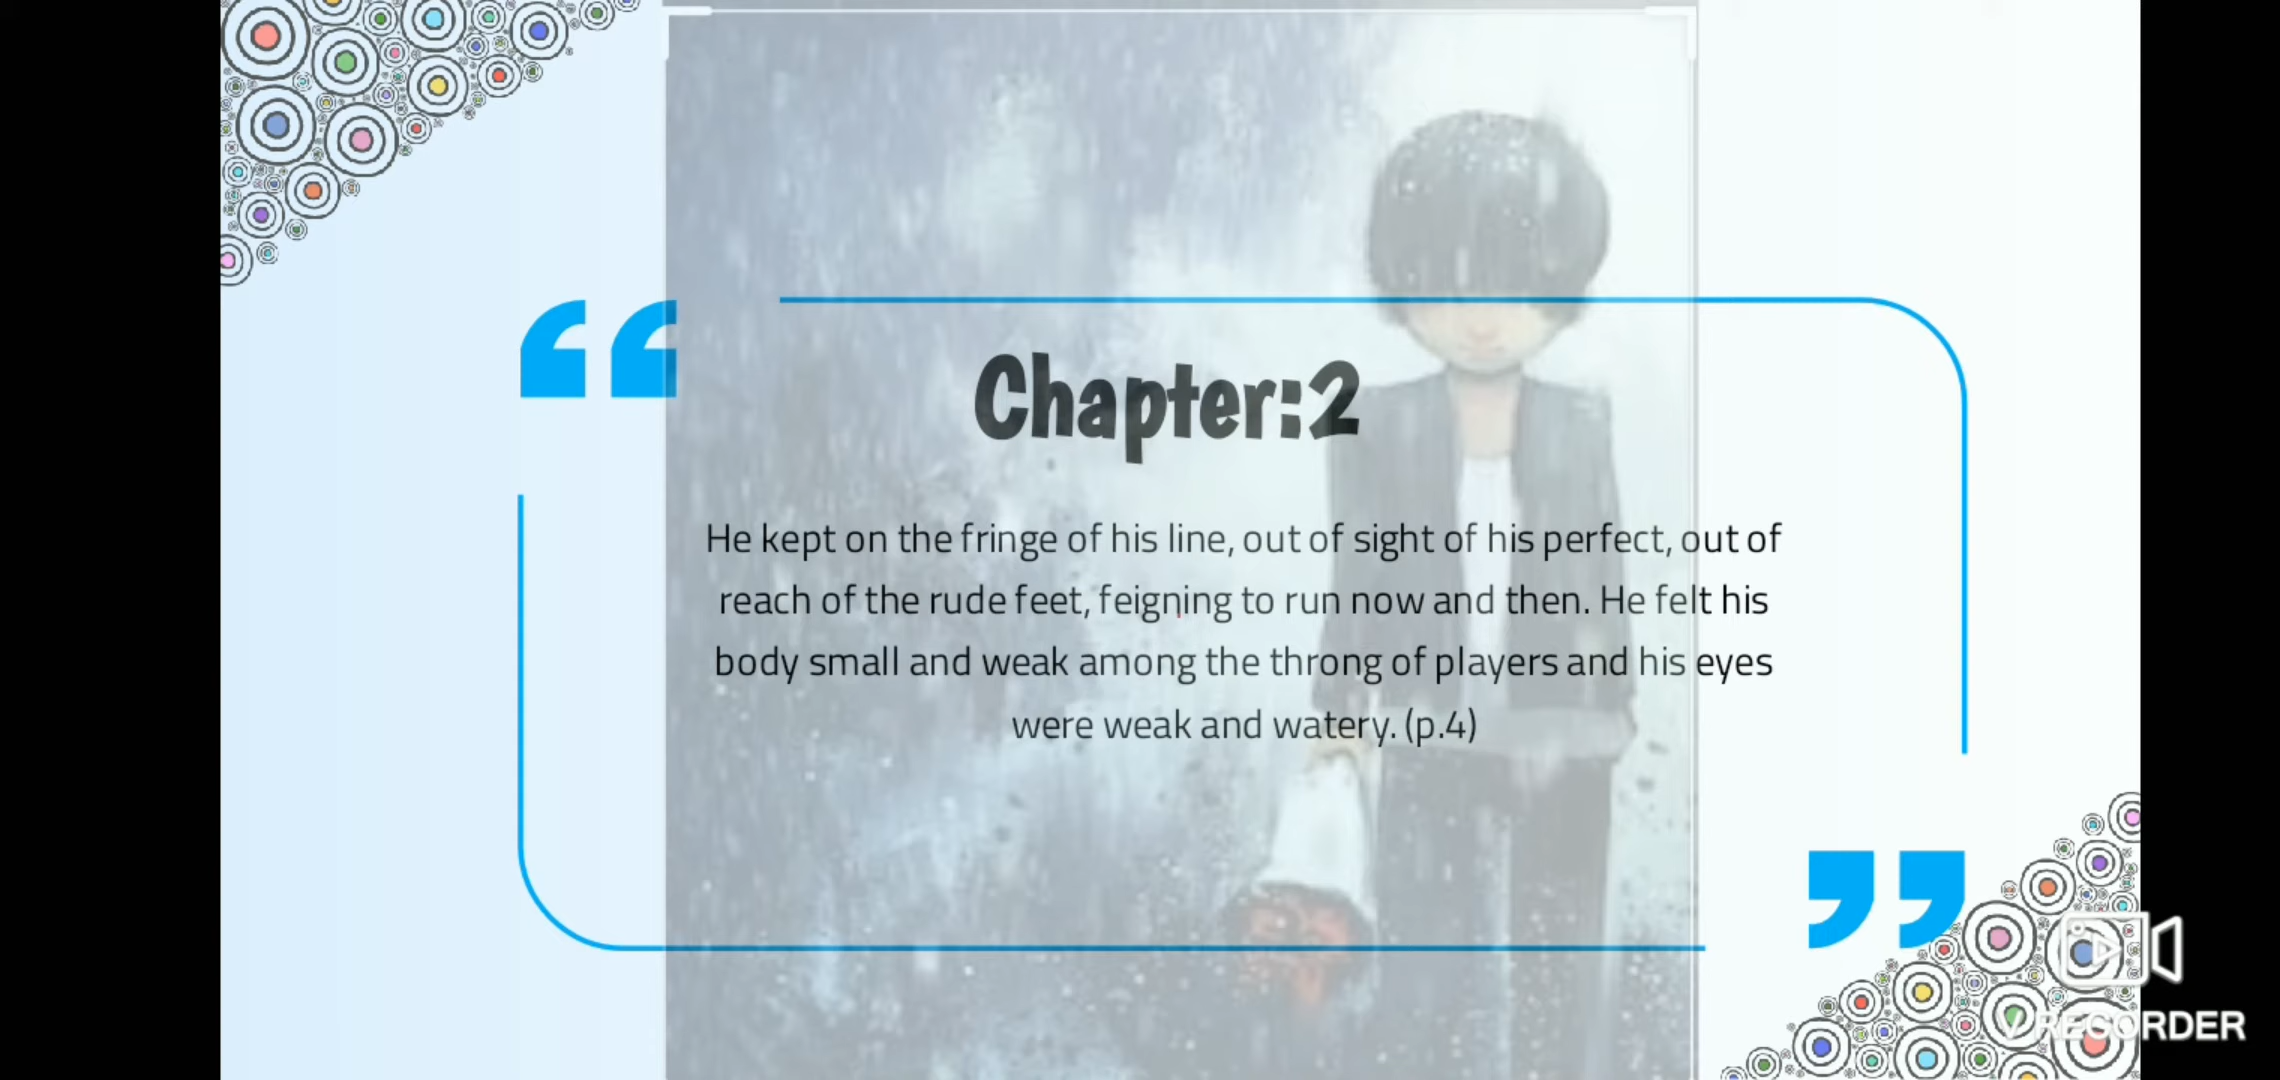 Chapter:2
He kept on the fringe of his line, out of sight of his perfect, out of
reach of the rude feet, feigning to run now and then. He felt his
body small and weak among the throng of players and his eyes
were weak and watery. (p.4)
V RECORDER